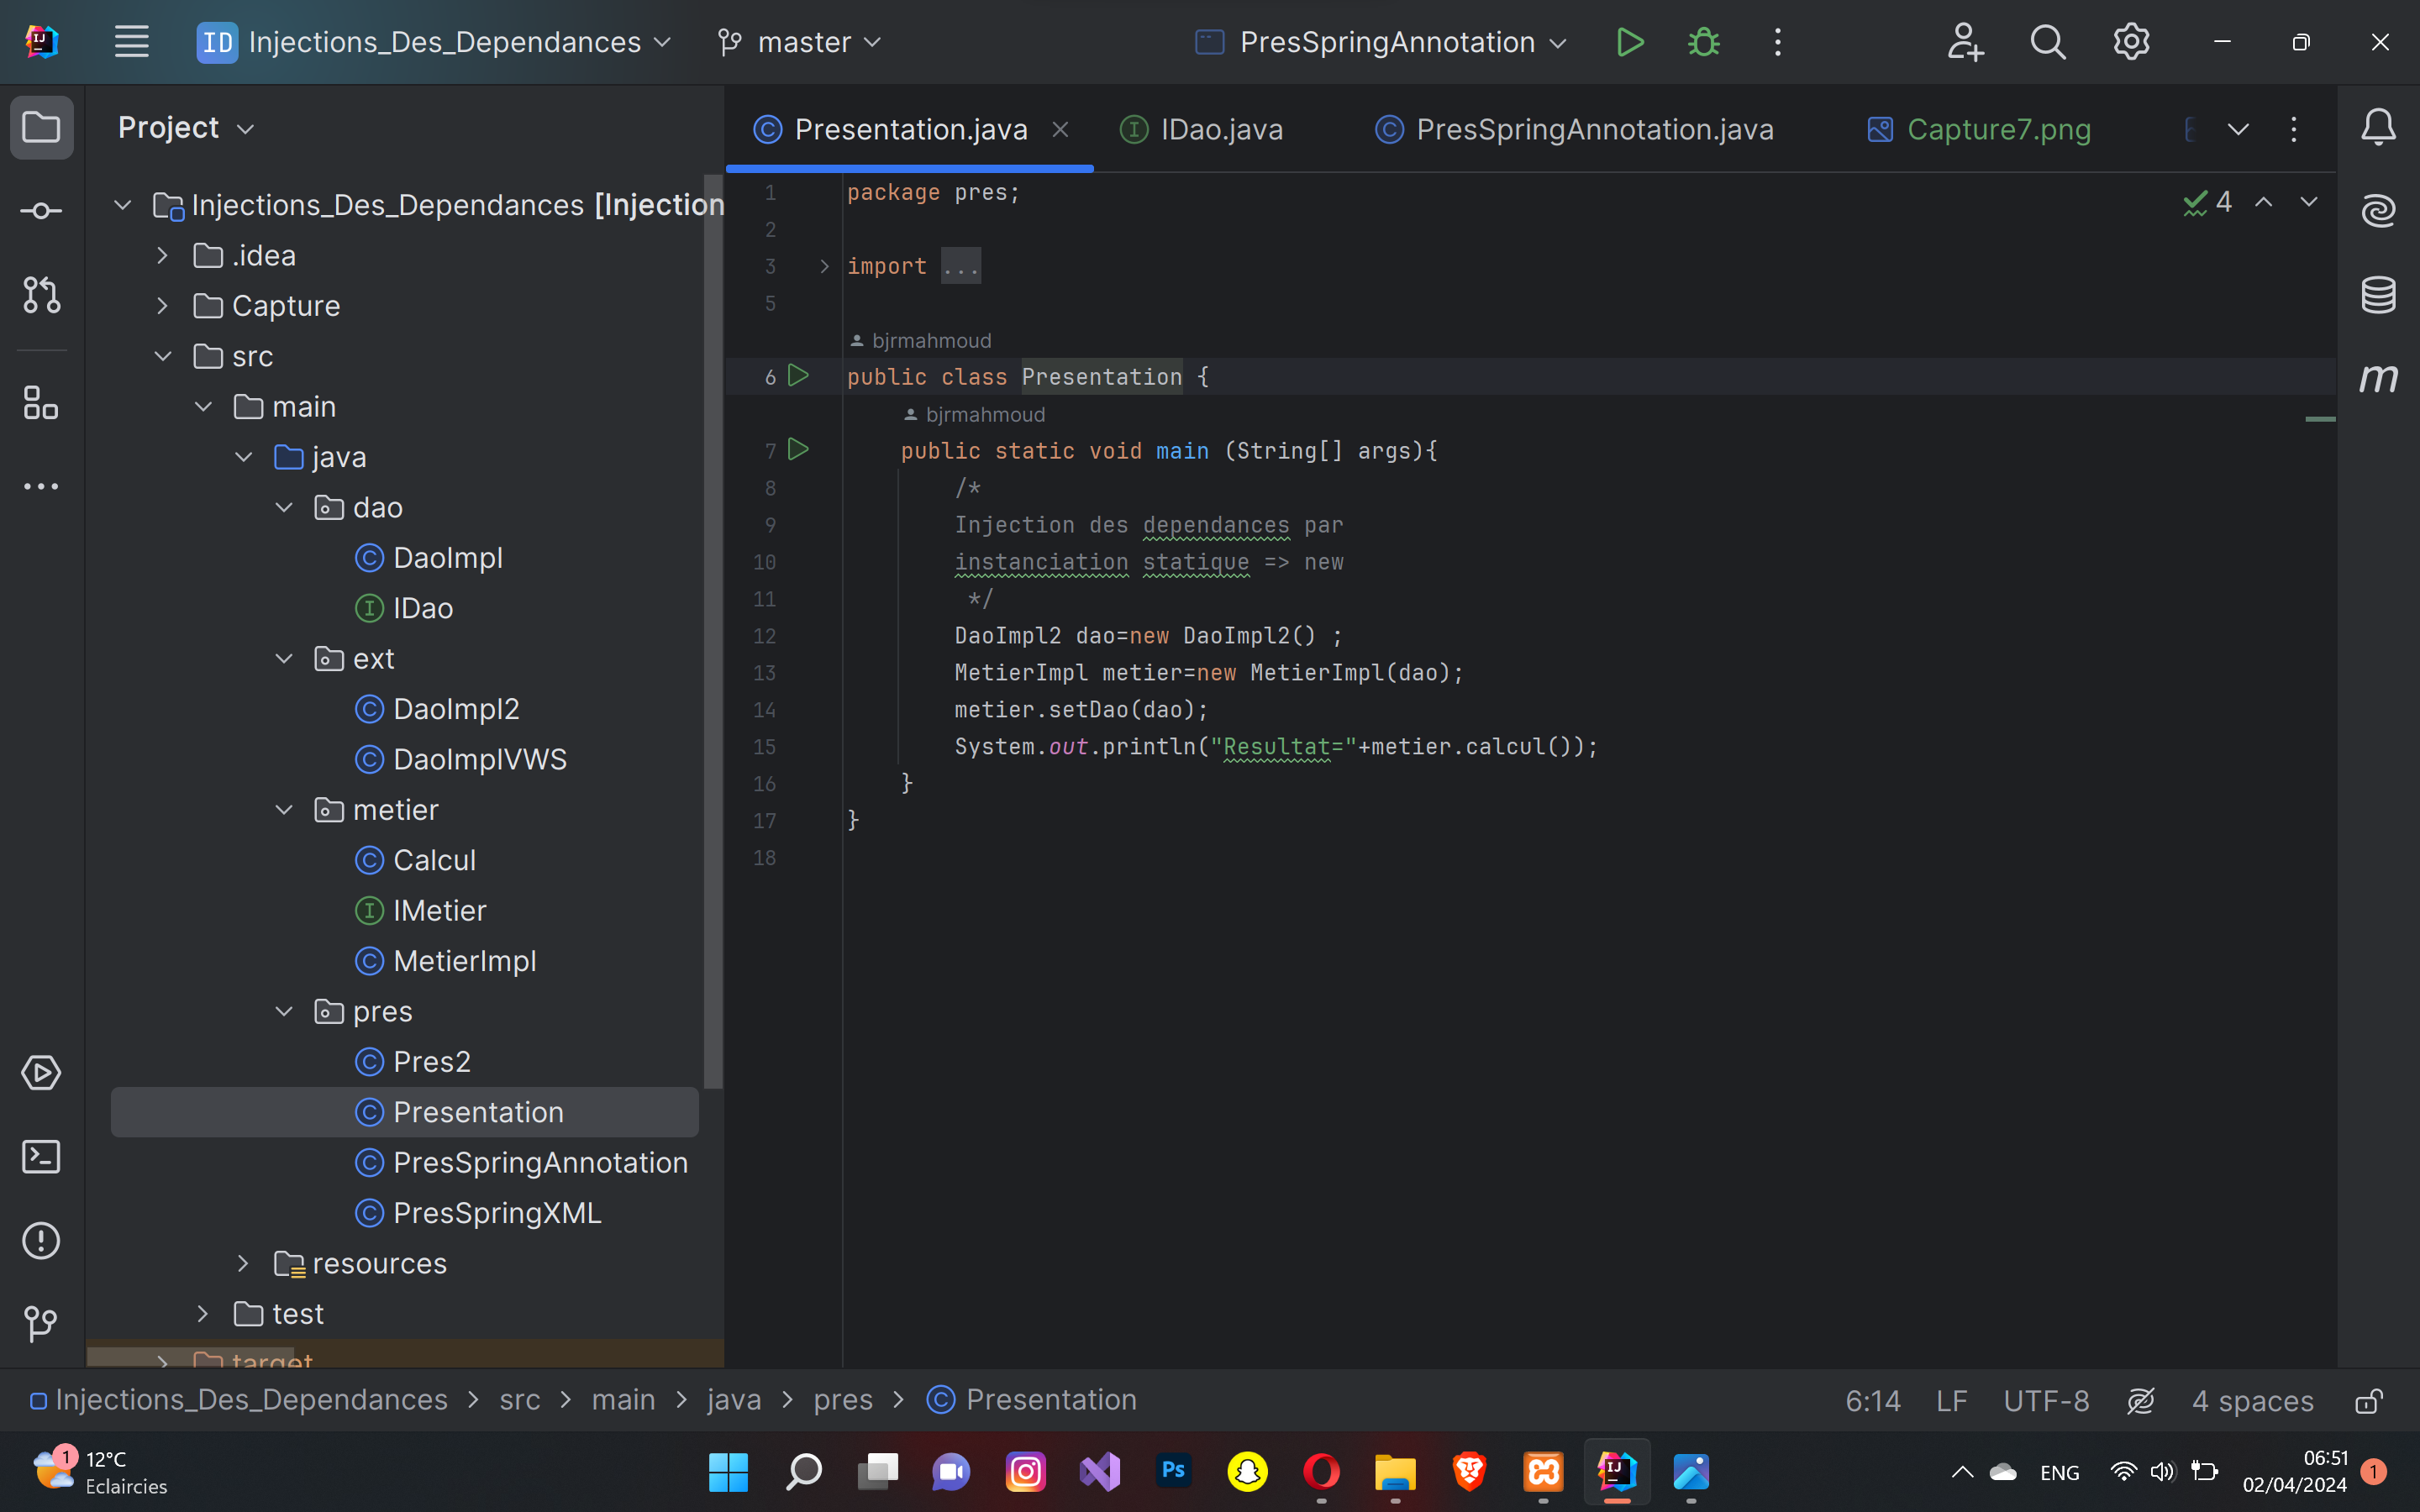 ID Injections_Des_Dependances master PresSpringAnnotation
Project
Presentation.java IDao.java PresSpringAnnotation.java Capture7.png
Injections_Des_Dependances [Injection
.idea
Capture
src
main
java
dao
DaoImpl
IDao
ext
DaoImpl2
DaoImplVWS
metier
Calcul
IMetier
MetierImpl
pres
Pres2
Presentation
PresSpringAnnotation
PresSpringXML
resources
test
target
4
1 package pres;
2
3 import ...
5
bjrmahmoud
6 public class Presentation {
bjrmahmoud
7 public static void main (String[] args){
8 /*
9 Injection des dependances par
10 instanciation statique => new
11 */
12 DaoImpl2 dao=new DaoImpl2() ;
13 MetierImpl metier=new MetierImpl(dao);
14 metier.setDao(dao);
15 System.out.println("Resultat="+metier.calcul());
16 }
17 }
18
m
Injections_Des_Dependances > src > main > java > pres > Presentation
6:14 LF UTF-8 4 spaces
1
12°C
Eclaircies
Ps
IJ
ENG
06:51
02/04/2024
1